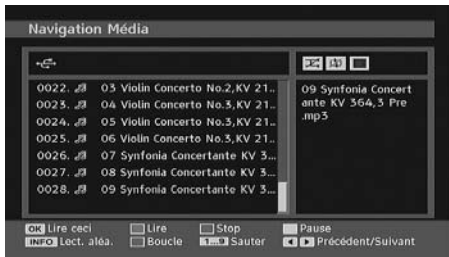 Navigation Média
0022. 03 Violin Concerto No.2,KV 21..
0023. 04 Violin Concerto No.3,KV 21..
0024. 05 Violin Concerto No.3,KV 21..
0025. 06 Violin Concerto No.3,KV 21..
0026. 07 Synfonia Concertante KV 3...
0027. 08 Synfonia Concertante KV 3...
0028. 09 Synfonia Concertante KV 3...
09 Synfonia Concert
ante KV 364,3 Pre
.mp3
OK Lire ceci Lire Stop Pause
INFO Lect. aléa. Boucle 1...9 Sauter Précédent/Suivant